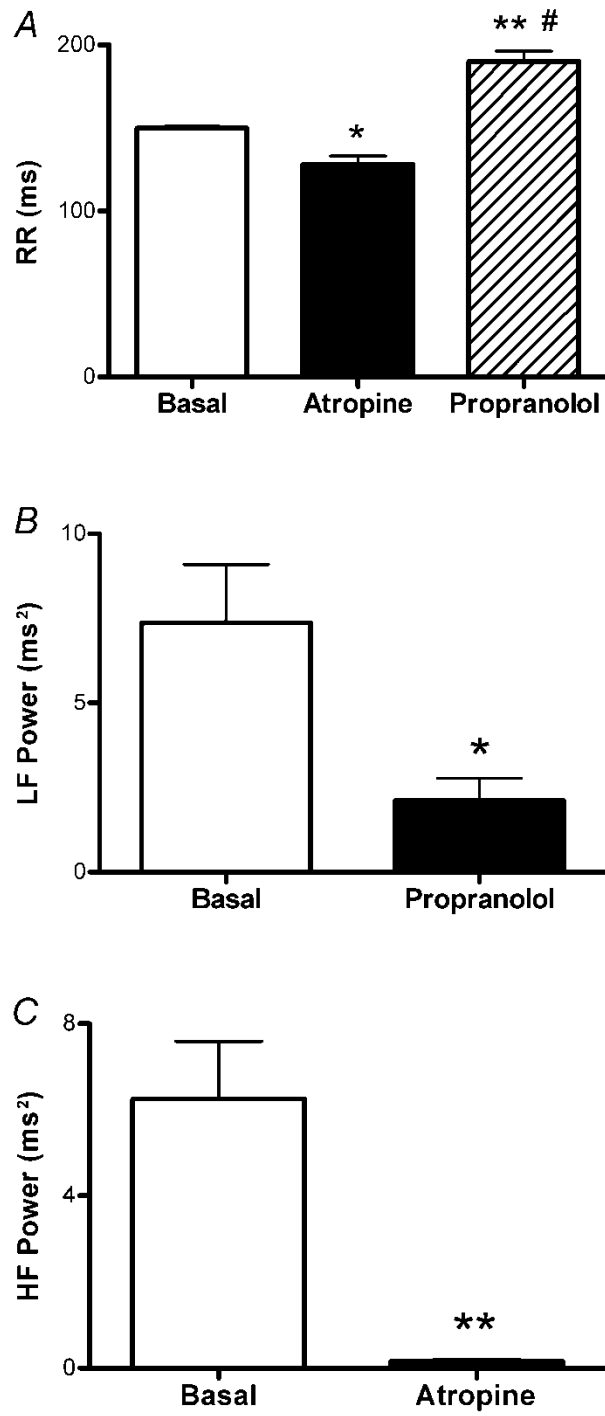 A
** #
200
*
RR (ms)
100
0
Basal Atropine Propranolol
B
10
LF Power (ms²)
5
*
0
Basal Propranolol
C
8
HF Power (ms²)
4
**
0
Basal Atropine